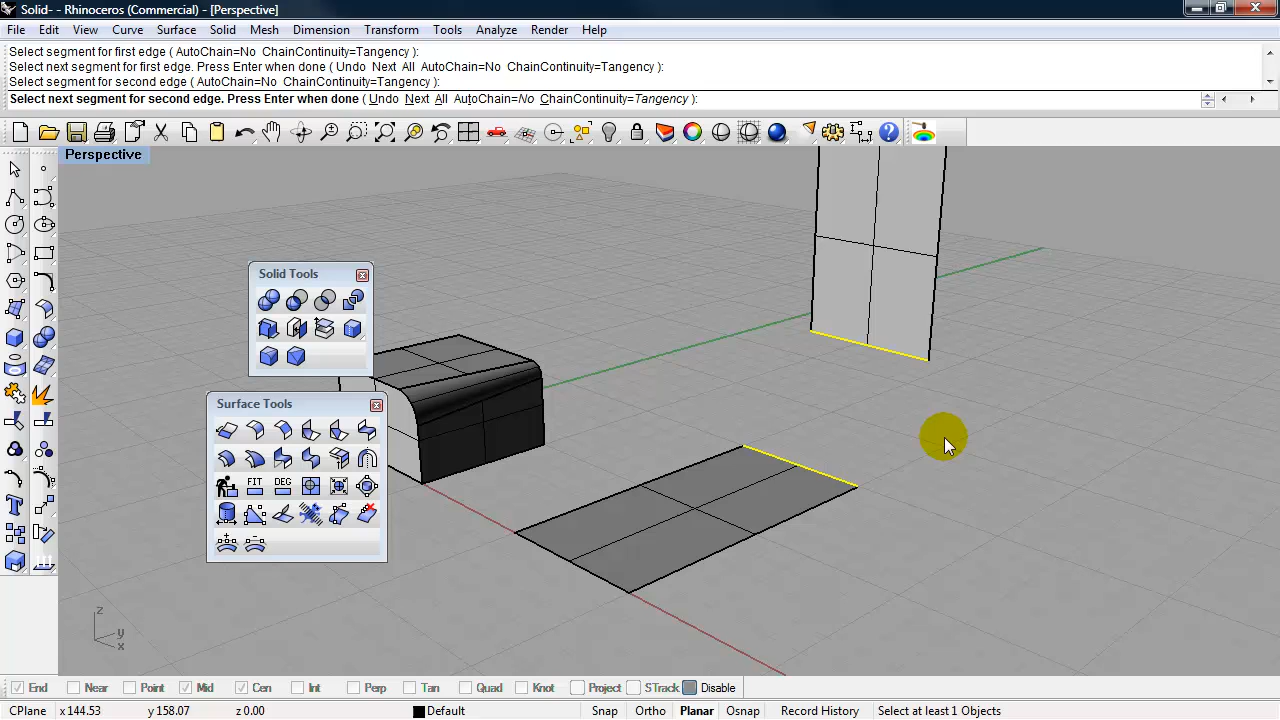 Solid- - Rhinoceros (Commercial) - [Perspective]
File Edit View Curve Surface Solid Mesh Dimension Transform Tools Analyze Render Help
Select segment for first edge ( AutoChain=No ChainContinuity=Tangency ):
Select next segment for first edge. Press Enter when done ( Undo Next All AutoChain=No ChainContinuity=Tangency ):
Select segment for second edge ( AutoChain=No ChainContinuity=Tangency ):
Select next segment for second edge. Press Enter when done ( Undo Next All AutoChain=No ChainContinuity=Tangency ):
Perspective
Solid Tools
Surface Tools
FIT DEG
z
y
x
End Near Point Mid Cen Int Perp Tan Quad Knot Project STrack Disable
CPlane x144.53 y 158.07 z 0.00 Default Snap Ortho Planar Osnap Record History Select at least 1 Objects